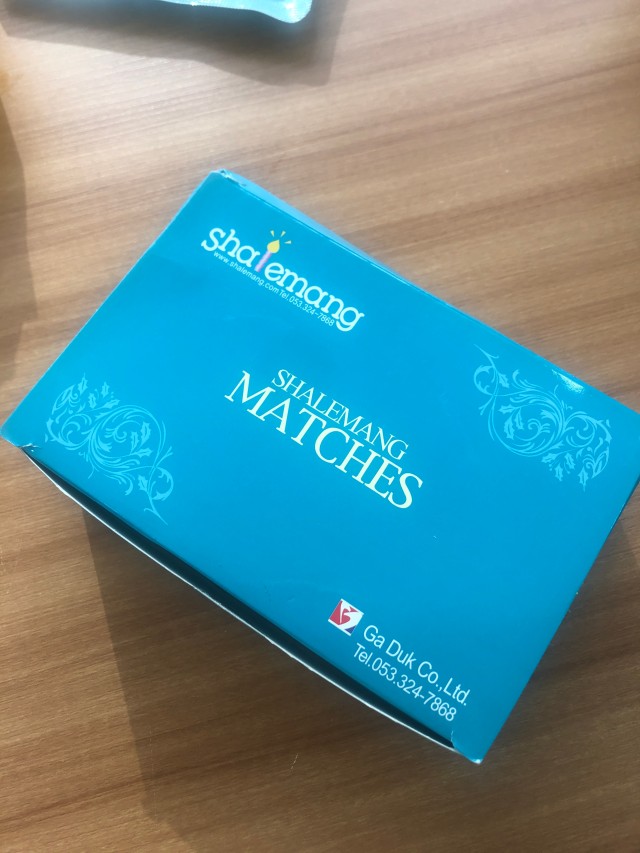 shalemang
www.shalemang.com Tel.053.324-7868
SHALEMANG
MATCHES
Ga Duk Co.,Ltd.
Tel.053.324-7868